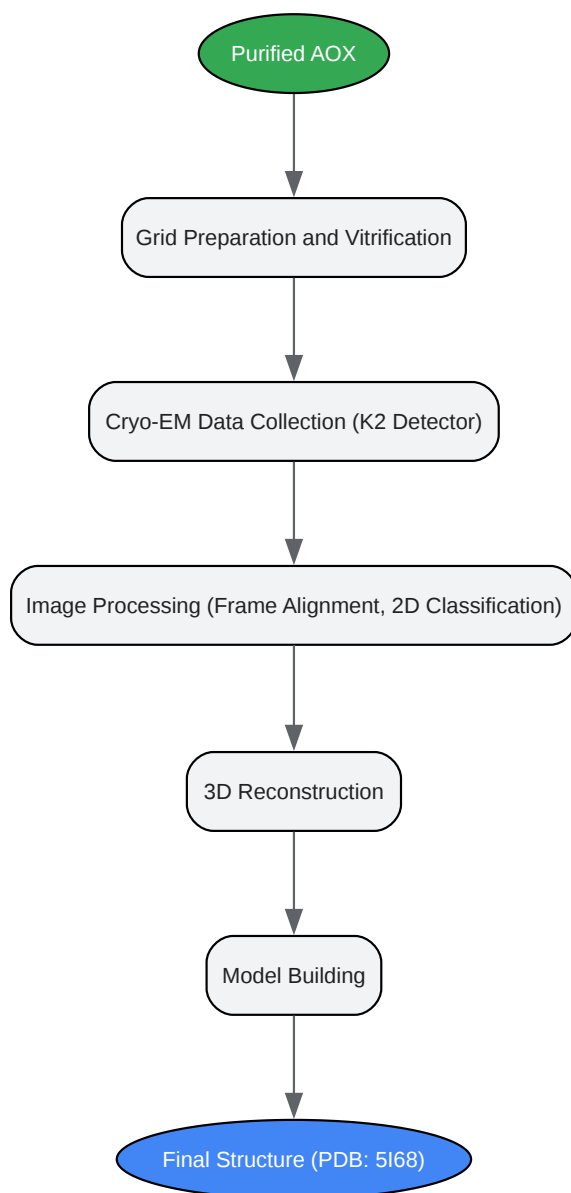 Purified AOX
Grid Preparation and Vitrification
Cryo-EM Data Collection (K2 Detector)
Image Processing (Frame Alignment, 2D Classification)
3D Reconstruction
Model Building
Final Structure (PDB: 5I68)